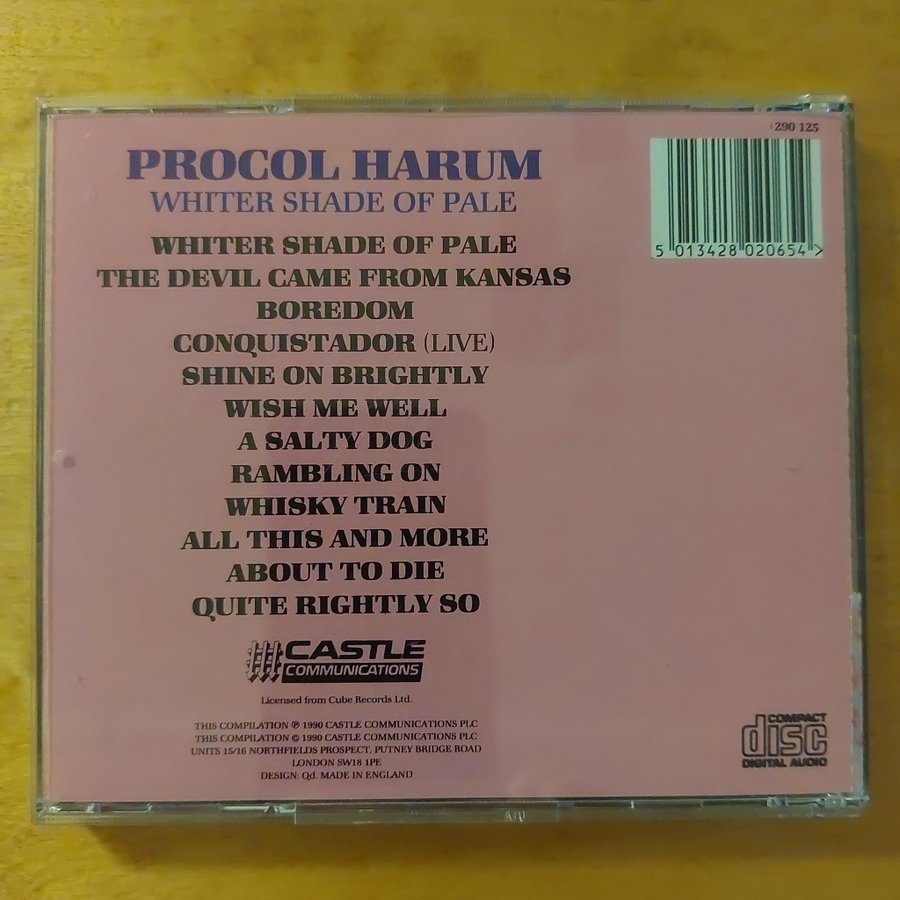 290 125
PROCOL HARUM
WHITER SHADE OF PALE
5 013428 020654 >
WHITER SHADE OF PALE
THE DEVIL CAME FROM KANSAS
BOREDOM
CONQUISTADOR (LIVE)
SHINE ON BRIGHTLY
WISH ME WELL
A SALTY DOG
RAMBLING ON
WHISKY TRAIN
ALL THIS AND MORE
ABOUT TO DIE
QUITE RIGHTLY SO
CASTLE
COMMUNICATIONS
Licensed from Cube Records Ltd.
THIS COMPILATION ℗ 1990 CASTLE COMMUNICATIONS PLC
THIS COMPILATION © 1990 CASTLE COMMUNICATIONS PLC
UNITS 15/16 NORTHFIELDS PROSPECT, PUTNEY BRIDGE ROAD
LONDON SW18 1PE
DESIGN: Qd. MADE IN ENGLAND
COMPACT
disc
DIGITAL AUDIO